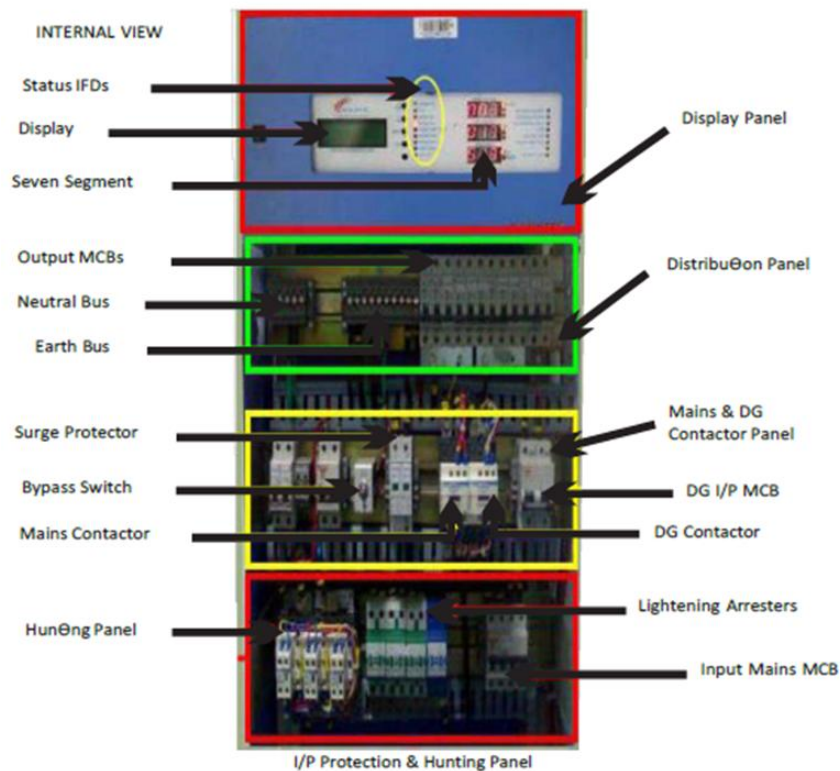 INTERNAL VIEW
Status IFDs
Display
Seven Segment
Display Panel
Output MCBs
Neutral Bus
Earth Bus
DistribuƟon Panel
Surge Protector
Bypass Switch
Mains Contactor
Mains & DG
Contactor Panel
DG I/P MCB
DG Contactor
HunƟng Panel
Lightening Arresters
Input Mains MCB
I/P Protection & Hunting Panel